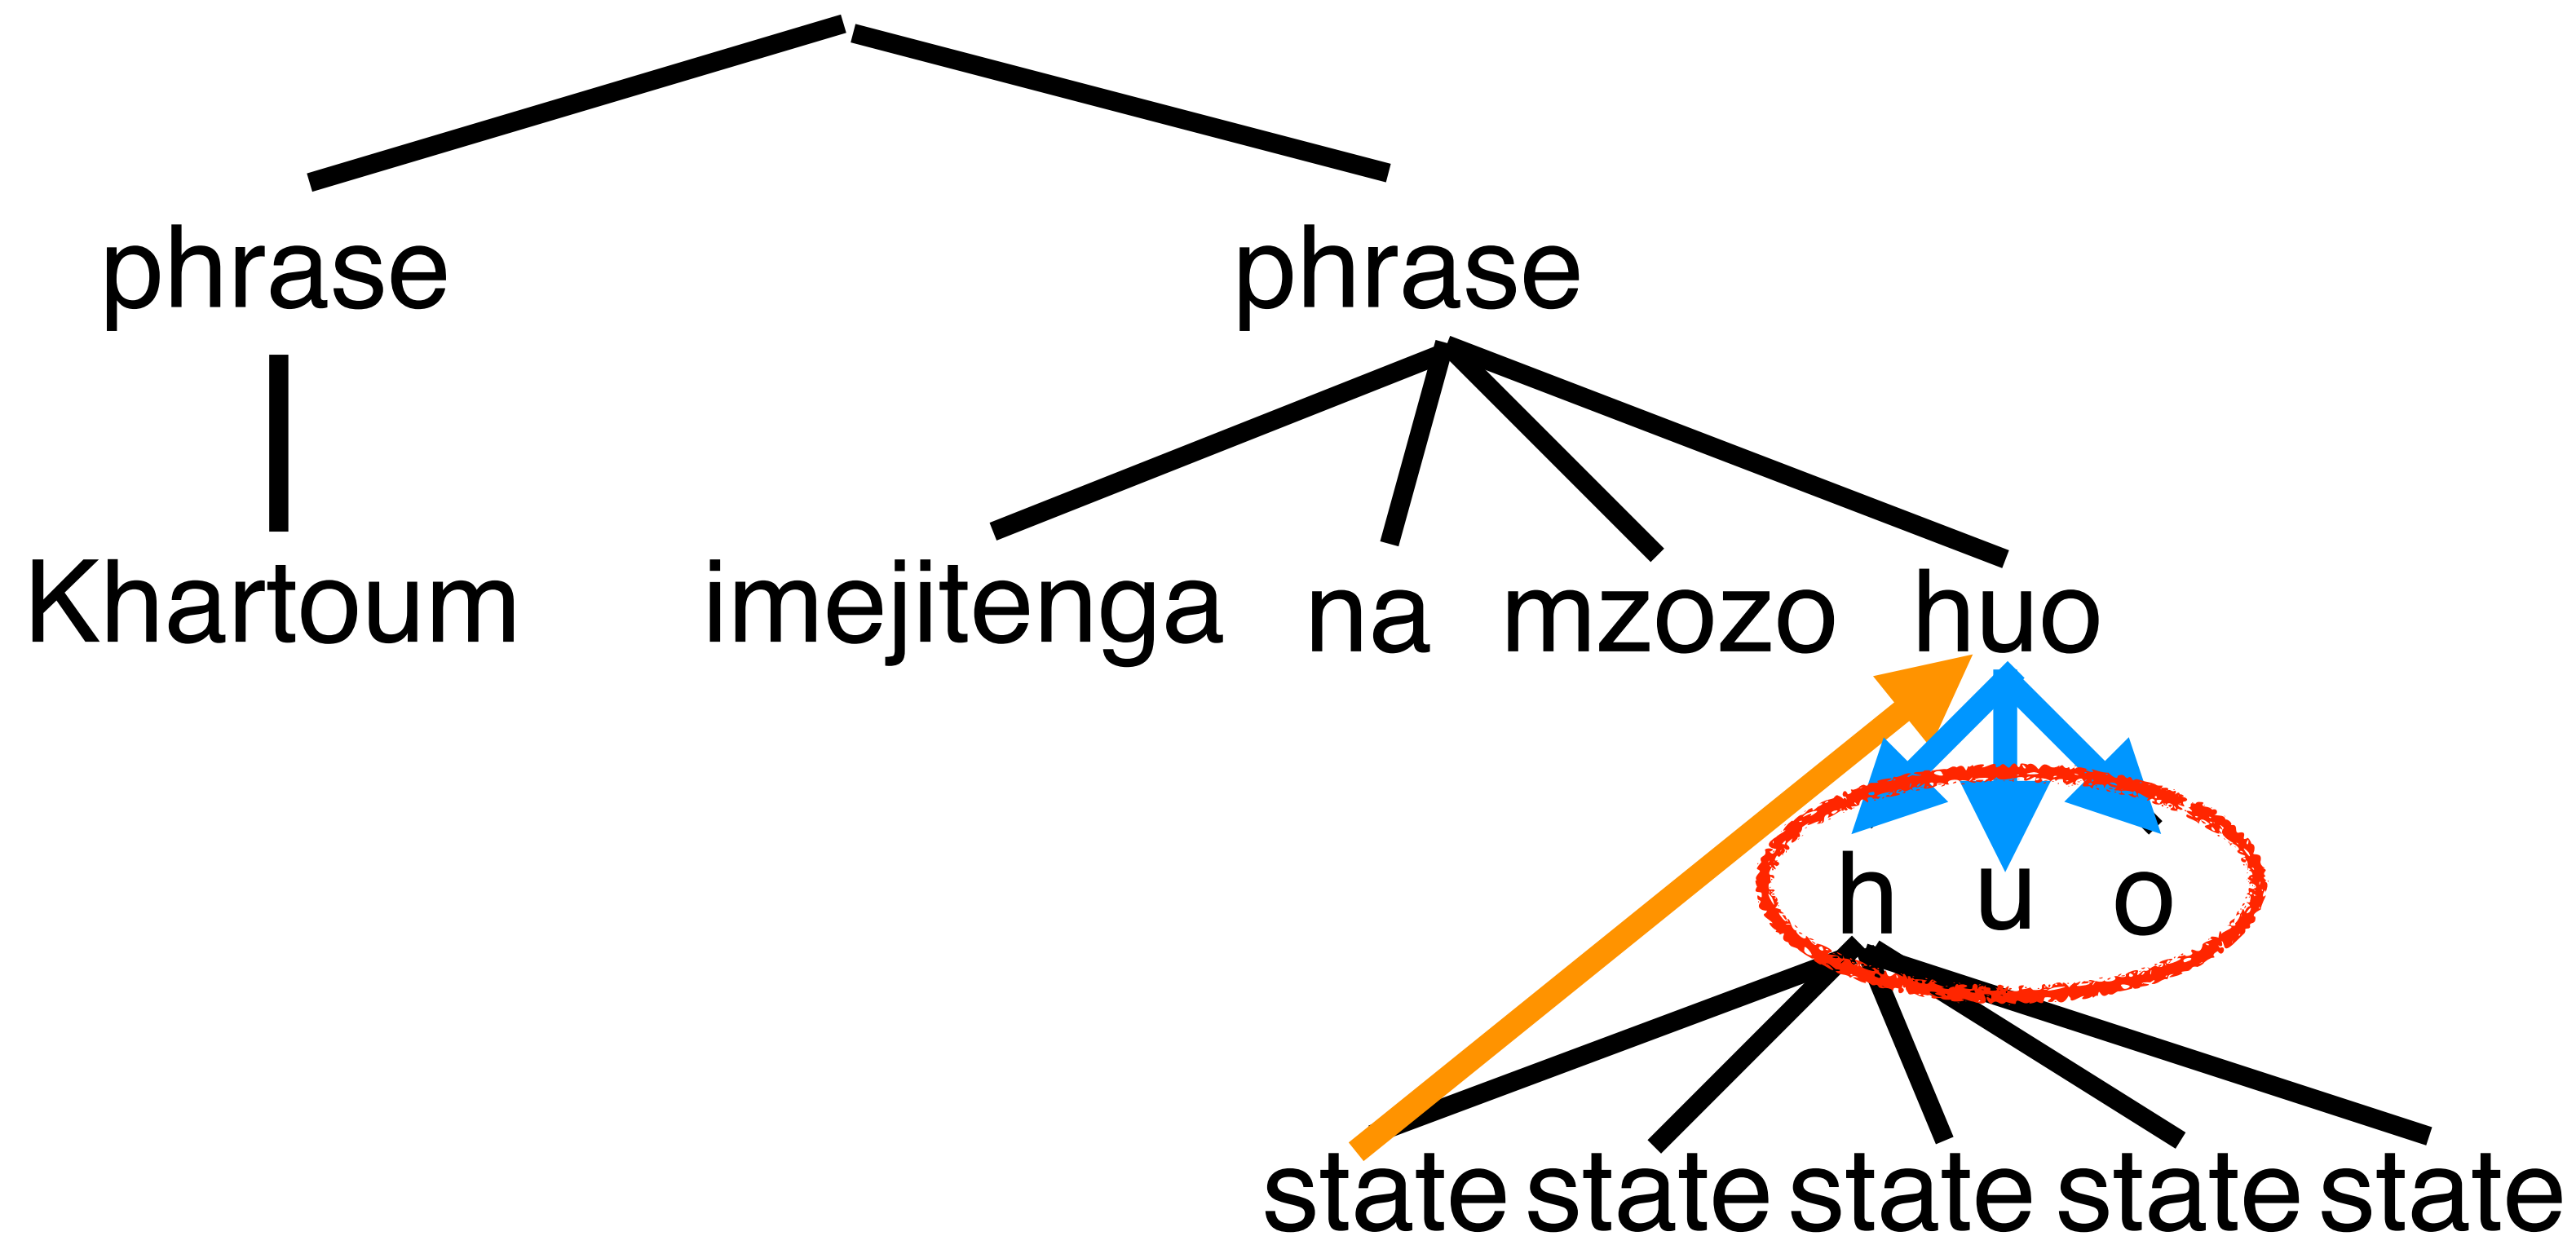 phrase phrase
Khartoum imejitenga na mzozo huo
h u o
state state state state state